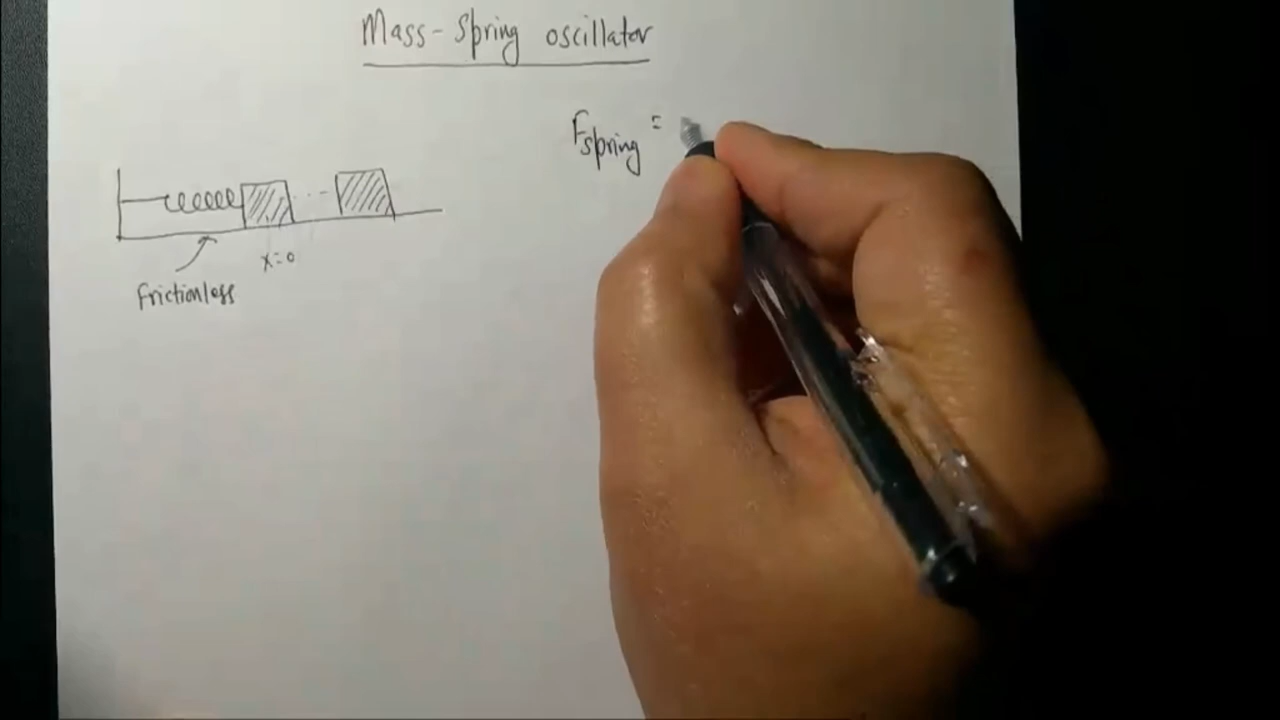 Mass-Spring oscillator
Fspring =
x=0
frictionless